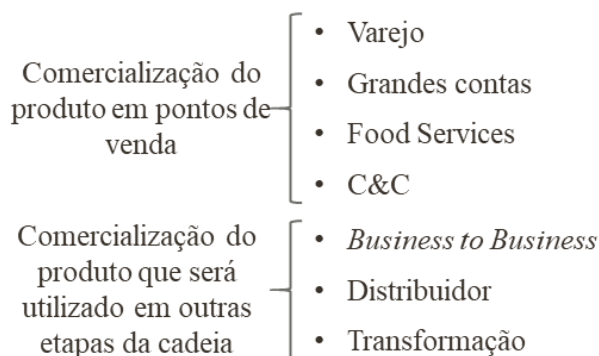 Comercialização do
produto em pontos de
venda
• Varejo
• Grandes contas
• Food Services
• C&C
Comercialização do
produto que será
utilizado em outras
etapas da cadeia
• Business to Business
• Distribuidor
• Transformação